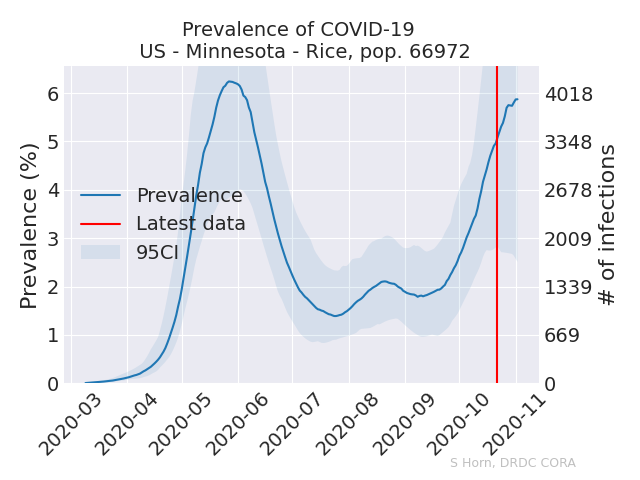 Prevalence of COVID-19
US - Minnesota - Rice, pop. 66972
Prevalence (%)
6
5
4
3
2
1
0
4018
3348
2678
2009
1339
669
0
# of infections
Prevalence
Latest data
95CI
2020-03
2020-04
2020-05
2020-06
2020-07
2020-08
2020-09
2020-10
2020-11
S Horn, DRDC CORA